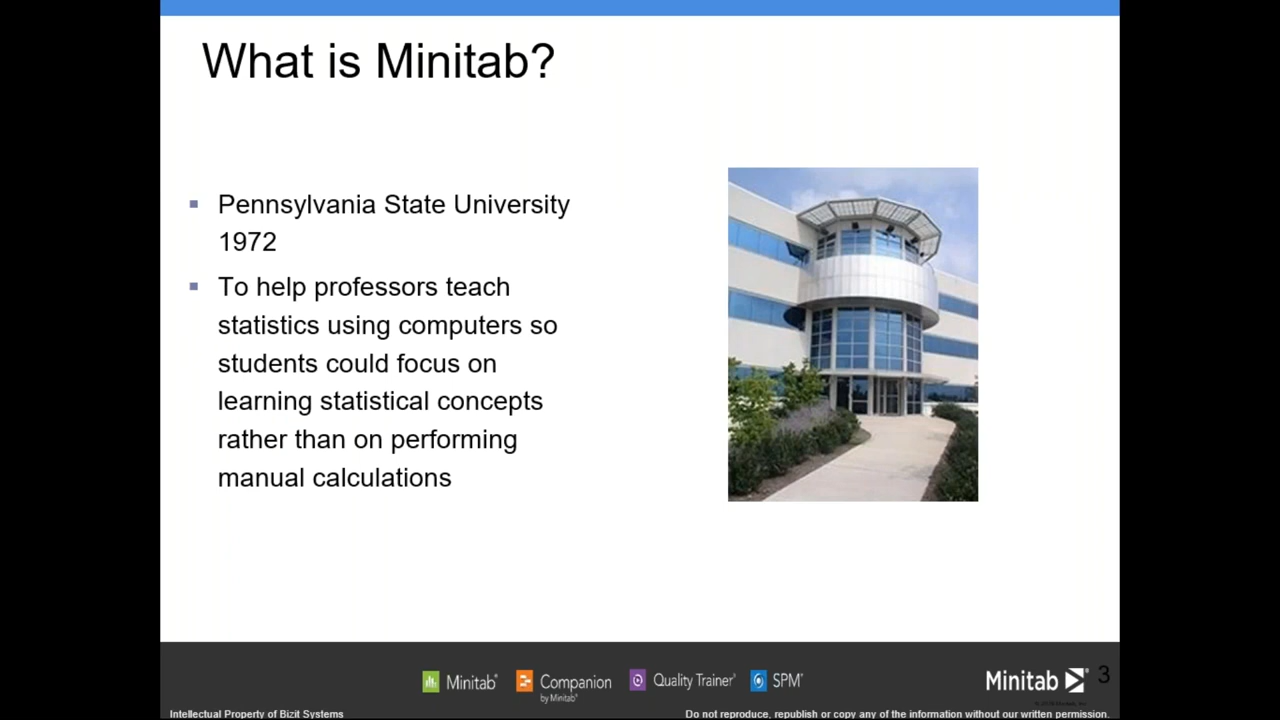 What is Minitab?
Pennsylvania State University
1972
To help professors teach
statistics using computers so
students could focus on
learning statistical concepts
rather than on performing
manual calculations
Minitab®
Companion
by Minitab®
Quality Trainer®
SPM®
Minitab®
3
Intellectual Property of Bizit Systems
Do not reproduce, republish or copy any of the information without our written permission.